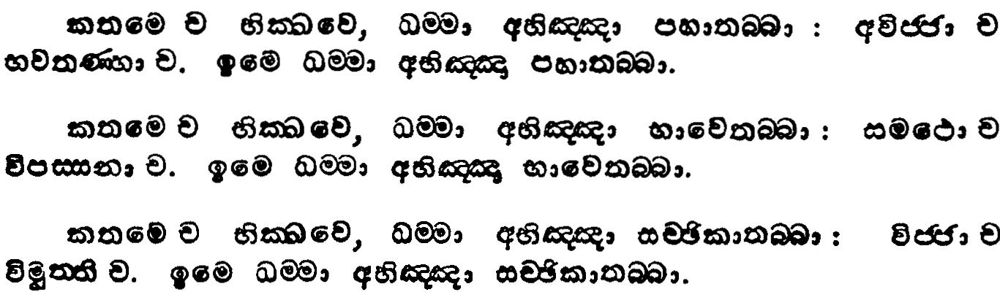 කතමෙ ච භික්ඛවෙ, ධම්මා අභිඤ්ඤා පහාතබ්බා : අවිජ්ජා ච
භවතණ්හා ච. ඉමෙ ධම්මා අභිඤ්ඤා පහාතබ්බා.
කතමෙ ච භික්ඛවෙ, ධම්මා අභිඤ්ඤා භාවෙතබ්බා : සමථො ච
විපස්සනා ච. ඉමෙ ධම්මා අභිඤ්ඤා භාවෙතබ්බා.
කතමෙ ච භික්ඛවෙ, ධම්මා අභිඤ්ඤා සච්ඡිකාතබ්බා : විජ්ජා ච
විමුත්ති ච. ඉමෙ ධම්මා අභිඤ්ඤා සච්ඡිකාතබ්බා.